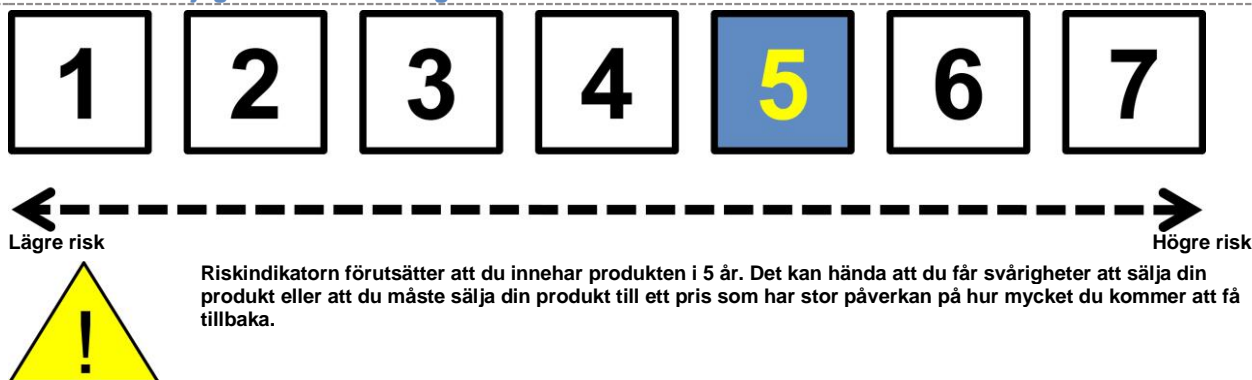 1 2 3 4 5 6 7
Lägre risk Högre risk
Riskindikatorn förutsätter att du innehar produkten i 5 år. Det kan hända att du får svårigheter att sälja din
produkt eller att du måste sälja din produkt till ett pris som har stor påverkan på hur mycket du kommer att få
tillbaka.
!